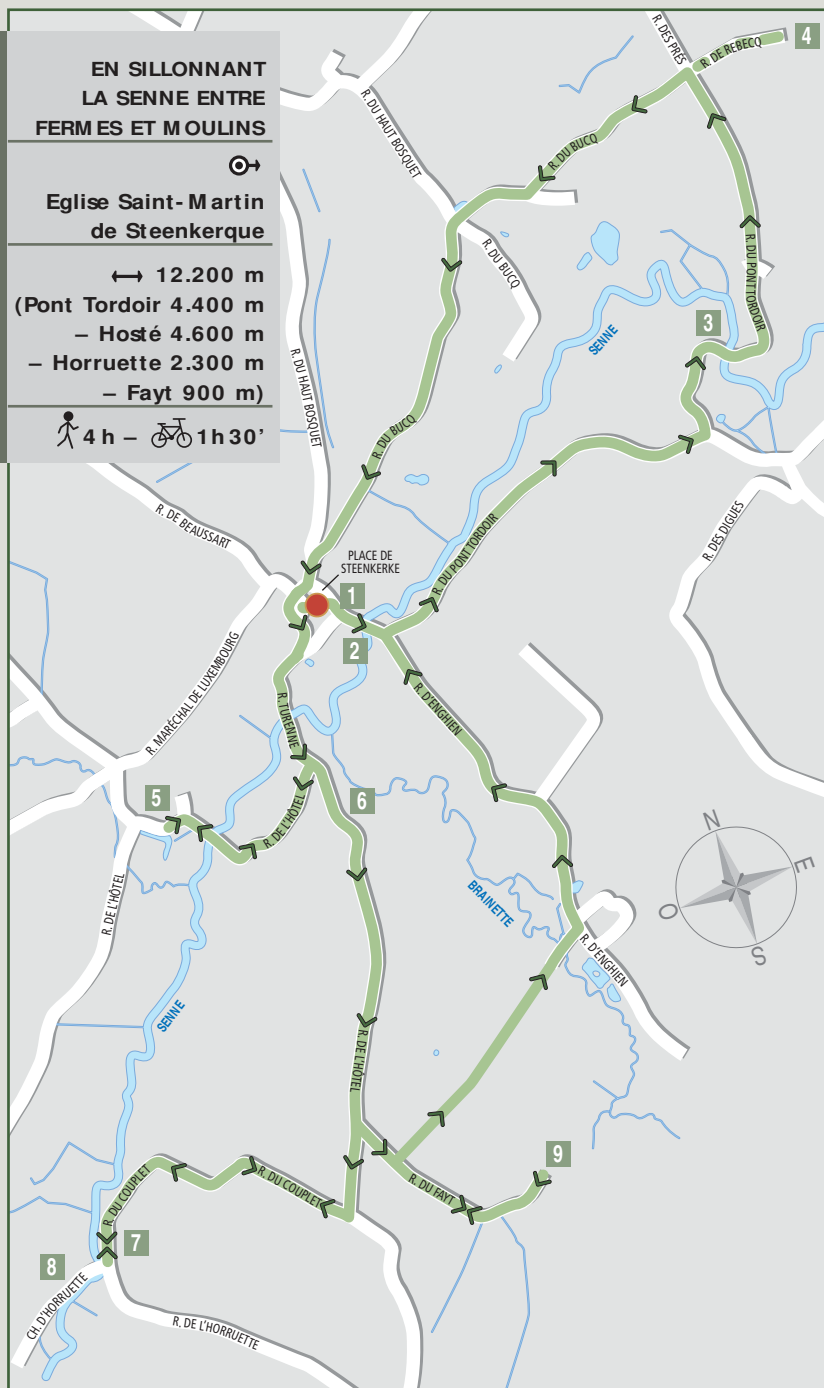 EN SILLONNANT
LA SENNE ENTRE
FERMES ET MOULINS
Eglise Saint-Martin
de Steenkerque
12.200 m
(Pont Tordoir 4.400 m
– Hosté 4.600 m
– Horruette 2.300 m
– Fayt 900 m)
4 h – 1h30'
R. DES PRÉS
R. DE REBECQ
4
R. DU HAUT BOSQUET
R. DU BUCQ
R. DU BUCQ
R. DU PONT TORDOIR
SENNE
3
R. DU HAUT BOSQUET
R. DU BUCQ
R. DE BEAUSSART
R. DU PONT TORDOIR
R. DES DIGUES
PLACE DE
STEENKERKE
1
2
R. MARÉCHAL DE LUXEMBOURG
R. TURENNE
R. D'ENGHIEN
5
6
R. DE L'HÔTEL
N
E
O
S
R. DE L'HÔTEL
BRAINETTE
R. D'ENGHIEN
SENNE
R. DE L'HÔTEL
9
R. DU COUPLET
R. DU COUPLET
R. DU FAYT
7
8
CH. D'HORRUETTE
R. DE L'HORRUETTE